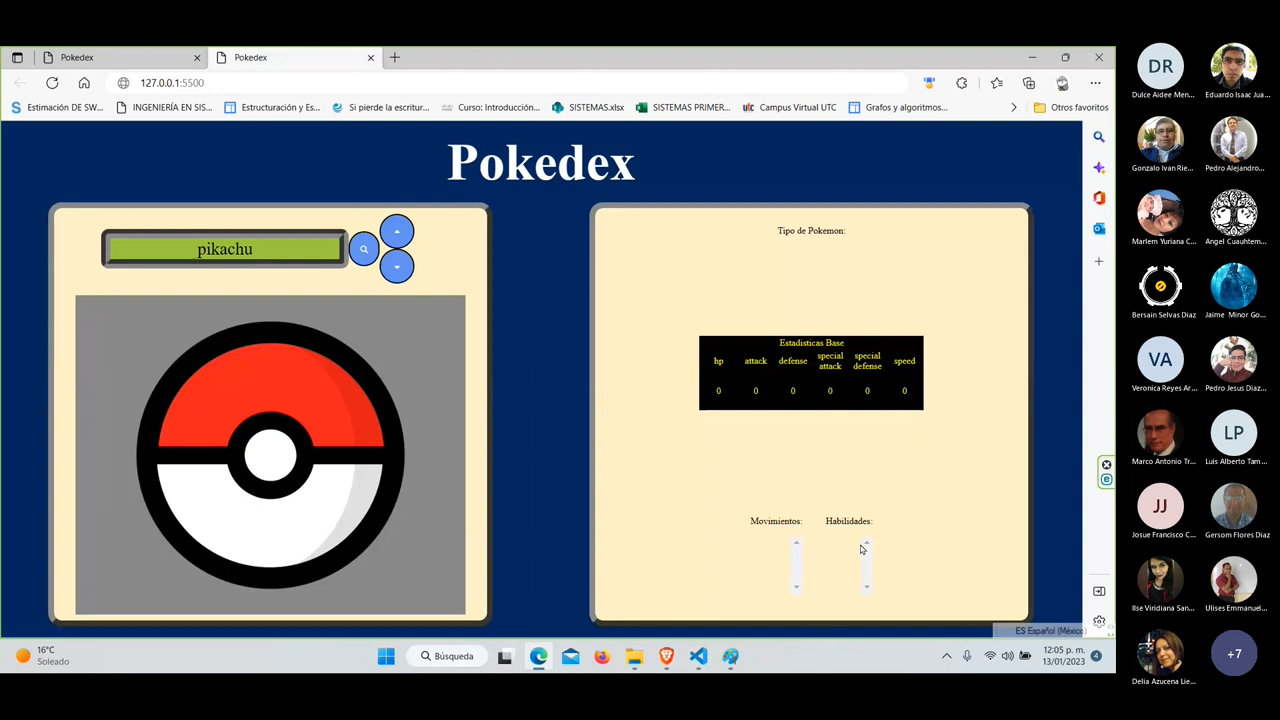 Pokedex
Pokedex
127.0.0.1:5500
Estimación DE SW...
INGENIERÍA EN SIS...
Estructuración y Es...
Si pierde la escritur...
Curso: Introducción...
SISTEMAS.xlsx
SISTEMAS PRIMER...
utc Campus Virtual UTC
Grafos y algoritmos...
Otros favoritos
Pokedex
pikachu
Tipo de Pokemon:
Estadisticas Base
hp attack defense special attack special defense speed
0 0 0 0 0 0
Movimientos: Habilidades:
ES Español (México)
16°C
Soleado
Búsqueda
12:05 p. m.
13/01/2023
4
DR
Dulce Aidee Men...
Eduardo Isaac Jua...
Gonzalo Ivan Rie...
Pedro Alejandro...
Marlem Yuriana C...
Angel Cuauhtem...
Bersain Selvas Diaz
Jaime Minor Go...
VA
Veronica Reyes Ar...
Pedro Jesus Diaz...
Marco Antonio Tr...
LP
Luis Alberto Tam...
JJ
Josue Francisco C...
Gersom Flores Diaz
Ilse Viridiana San...
Ulises Emmanuel...
Delia Azucena Lie...
+7